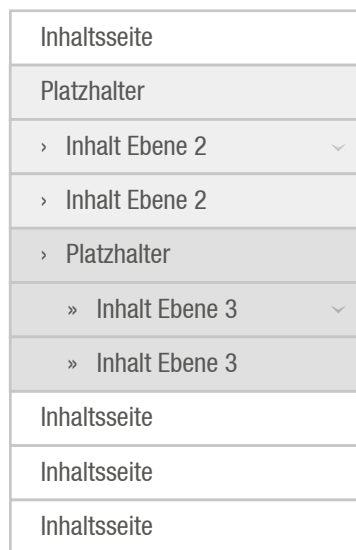 Inhaltsseite
Platzhalter
› Inhalt Ebene 2
› Inhalt Ebene 2
› Platzhalter
» Inhalt Ebene 3
» Inhalt Ebene 3
Inhaltsseite
Inhaltsseite
Inhaltsseite